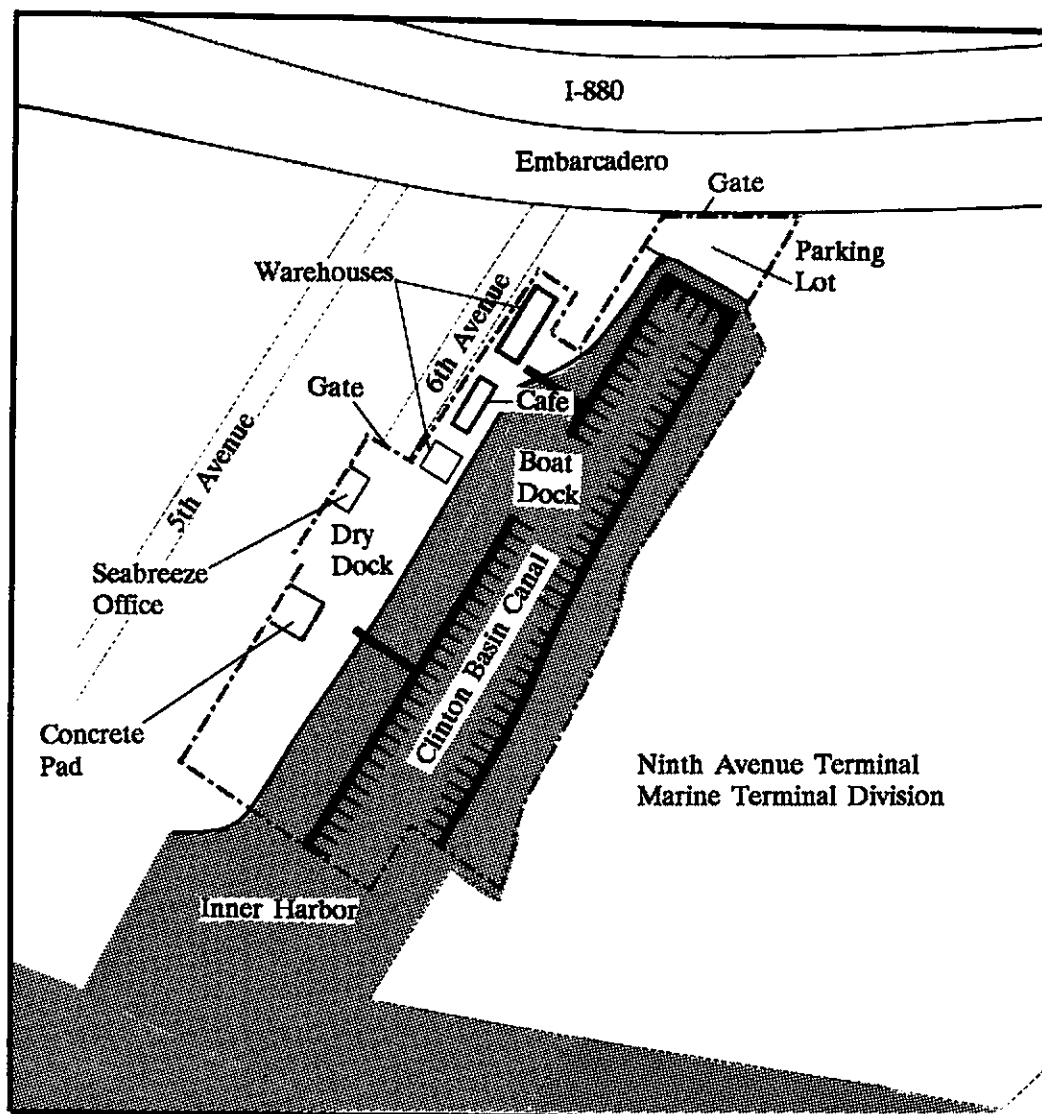 I-880
Embarcadero
Gate
Parking
Lot
Warehouses
6th Avenue
Gate
Cafe
5th Avenue
Boat
Dock
Dry
Dock
Seabreeze
Office
Clinton Basin Canal
Concrete
Pad
Ninth Avenue Terminal
Marine Terminal Division
Inner Harbor